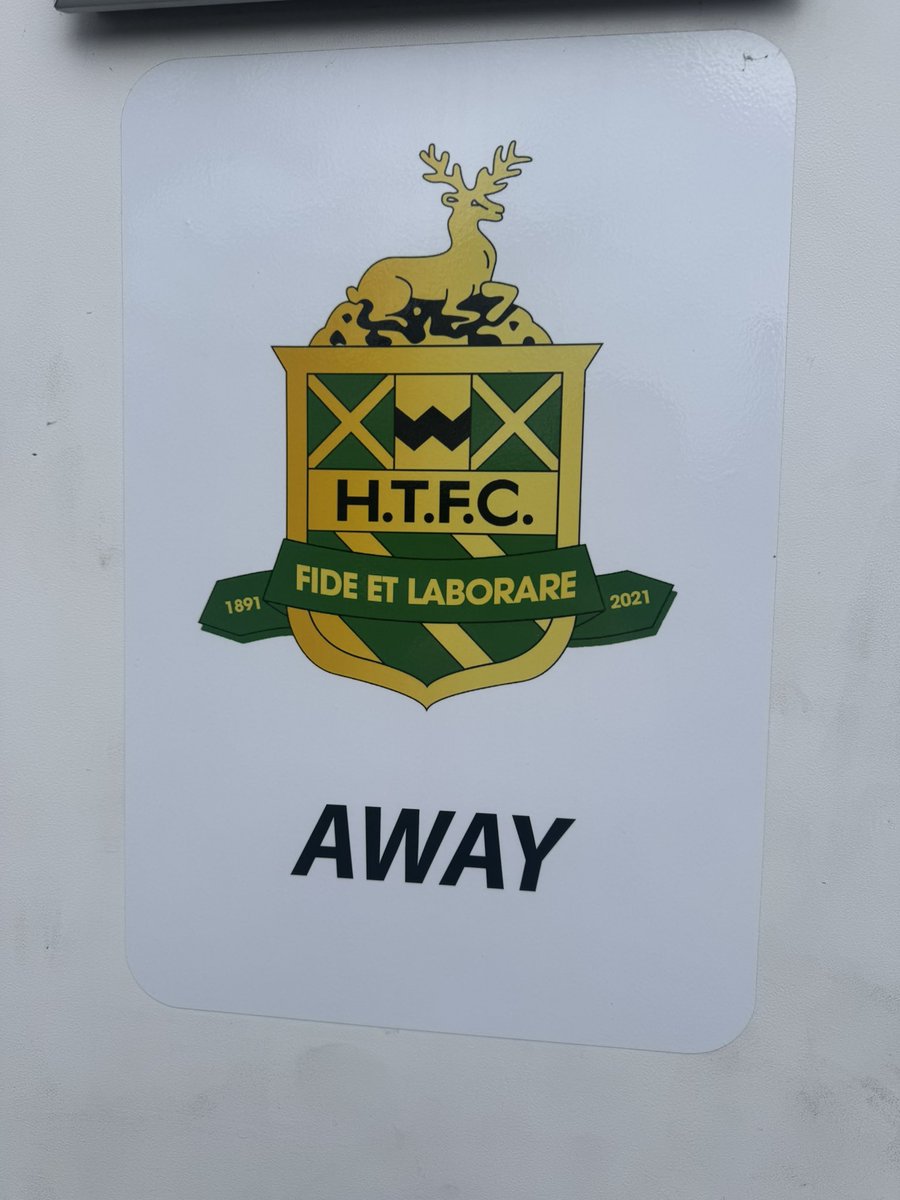 H.T.F.C.
FIDE ET LABORARE
1891
2021
AWAY